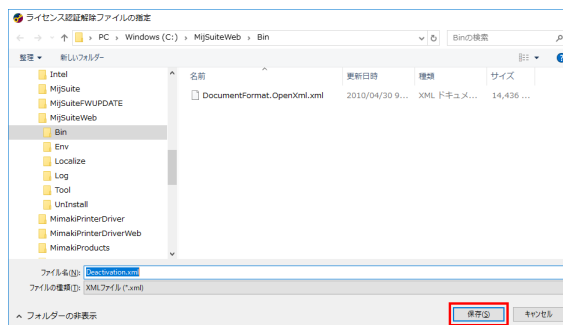 ライセンス認証解除ファイルの指定
PC › Windows (C:) › MijSuiteWeb › Bin
Binの検索
整理
新しいフォルダー
Intel
MijSuite
MijSuiteFWUPDATE
MijSuiteWeb
Bin
Env
Localize
Log
Tool
UnInstall
MimakiPrinterDriver
MimakiPrinterDriverWeb
MimakiProducts
名前 更新日時 種類 サイズ
DocumentFormat.OpenXml.xml 2010/04/30 9... XML ドキュメ... 14,436 ...
ファイル名(N): Deactivation.xml
ファイルの種類(T): XMLファイル (*.xml)
フォルダーの非表示
保存(S)
キャンセル